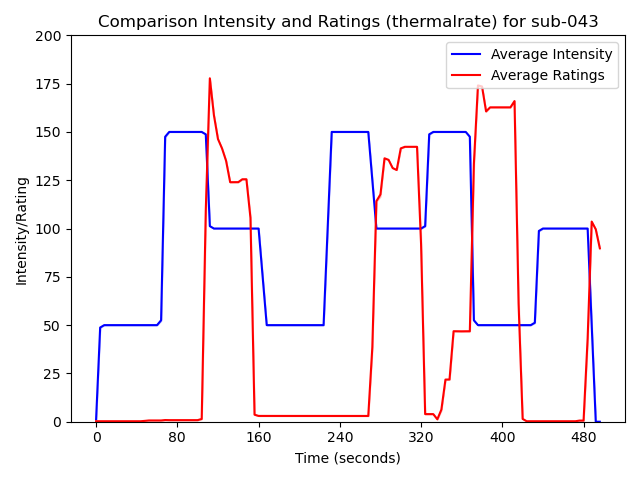 Comparison Intensity and Ratings (thermalrate) for sub-043
Average Intensity
Average Ratings
Intensity/Rating
200
175
150
125
100
75
50
25
0
0 80 160 240 320 400 480
Time (seconds)